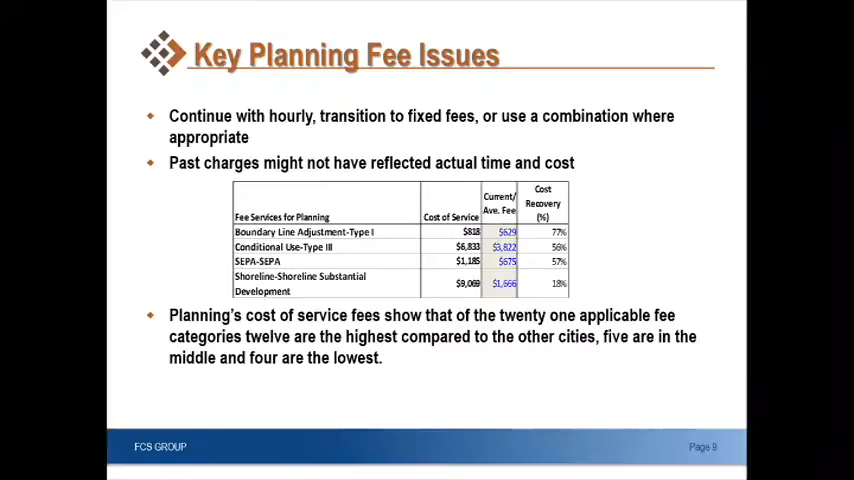 Key Planning Fee Issues
Continue with hourly, transition to fixed fees, or use a combination where
appropriate
Past charges might not have reflected actual time and cost
Fee Services for Planning Cost of Service Current/ Ave. Fee Cost Recovery (%)
Boundary Line Adjustment-Type I $818 $629 77%
Conditional Use-Type III $6,833 $3,822 56%
SEPA-SEPA $1,185 $675 57%
Shoreline-Shoreline Substantial
Development $9,069 $1,666 18%
Planning's cost of service fees show that of the twenty one applicable fee
categories twelve are the highest compared to the other cities, five are in the
middle and four are the lowest.
FCS GROUP Page 9